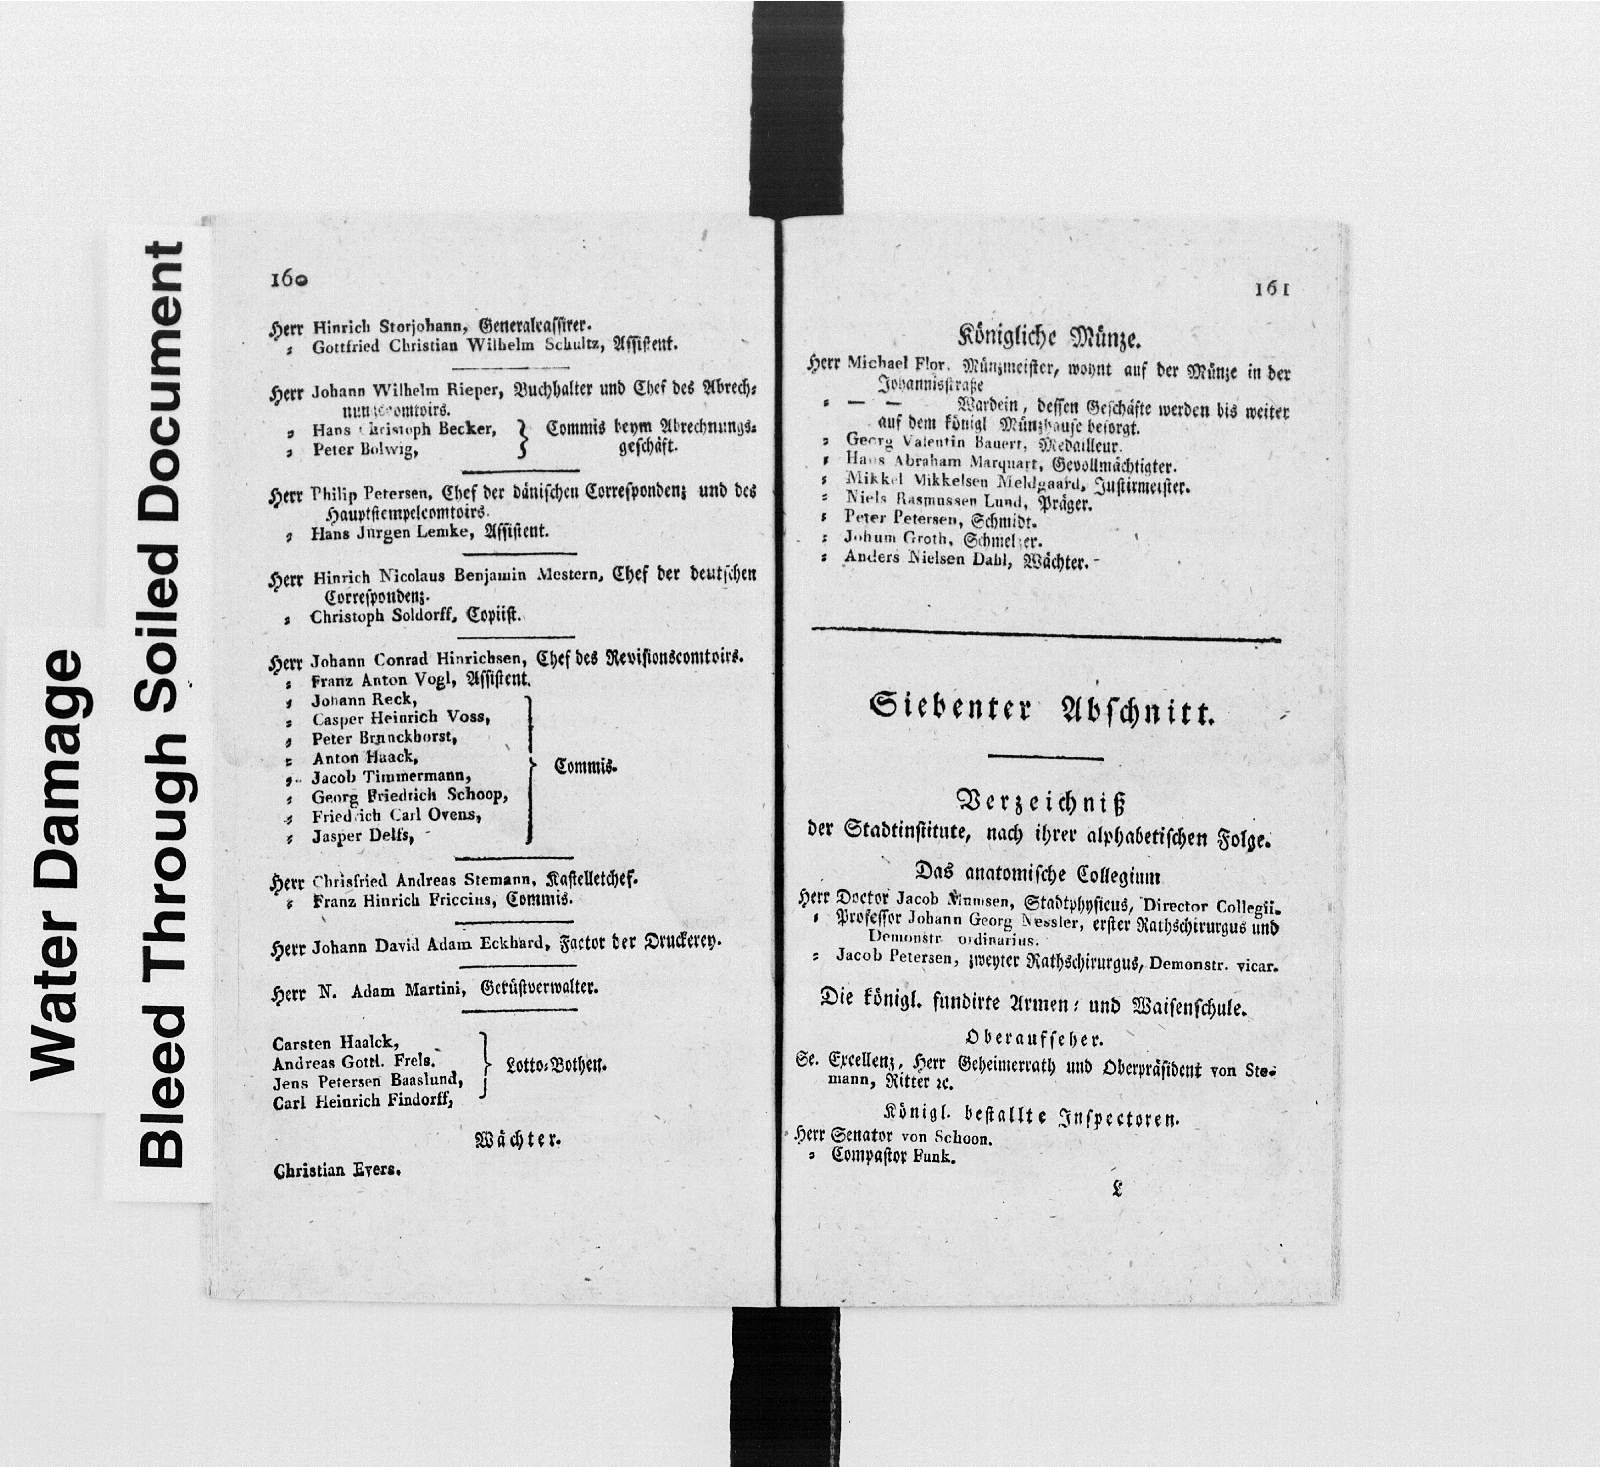 Water Damage
Bleed Through Soiled Document
160
Herr Hinrich Storjohann, Generalcassirer.
= Gottfried Christian Wilhelm Schultz, Assistent.
Herr Johann Wilhelm Rieper, Buchhalter und Chef des Abrech=
nungscomtoirs.
= Hans Christoph Becker, } Commis beym Abrechnungs=
= Peter Bolwig, } geschäft.
Herr Philip Petersen, Chef der dänischen Correspondenz und des
Hauptstempelcomtoirs.
= Hans Jürgen Lemke, Assistent.
Herr Hinrich Nicolaus Benjamin Mestern, Chef der deutschen
Correspondenz.
= Christoph Soldorff, Copiist.
Herr Johann Conrad Hinrichsen, Chef des Revisionscomtoirs.
= Franz Anton Vogl, Assistent.
= Johann Reck,
= Casper Heinrich Voss,
= Peter Brunckhorst,
= Anton Haack,
= Jacob Timmermann, } Commis.
= Georg Friedrich Schoop,
= Friedrich Carl Ovens,
= Jasper Delfs,
Herr Chrisfried Andreas Stemann, Kastelletchef.
= Franz Hinrich Friccius, Commis.
Herr Johann David Adam Eckhard, Factor der Druckerey.
Herr N. Adam Martini, Gerüstverwalter.
Carsten Haalck,
Andreas Gottl. Frels.
Jens Petersen Baaslund, } Lotto=Bothen.
Carl Heinrich Findorff,
Wächter.
Christian Evers.
161
Königliche Münze.
Herr Michael Flor. Münzmeister, wohnt auf der Münze in der
Johannisstraße
= — — Wardein, dessen Geschäfte werden bis weiter
auf dem königl Münzhause besorgt.
= Georg Valentin Bauert, Medailleur.
= Hans Abraham Marquart, Gevollmächtigter.
= Mikkel Mikkelsen Meldgaard, Justirmeister.
= Niels Rasmussen Lund, Präger.
= Peter Petersen, Schmidt.
= Johum Groth, Schmelzer.
= Anders Nielsen Dahl, Wächter.
Siebenter Abschnitt.
Verzeichniß
der Stadtinstitute, nach ihrer alphabetischen Folge.
Das anatomische Collegium
Herr Doctor Jacob Mumsen, Stadtphysicus, Director Collegii.
= Professor Johann Georg Nessler, erster Rathschirurgus und
Demonstr ordinarius.
= Jacob Petersen, zweyter Rathschirurgus, Demonstr. vicar.
Die königl. fundirte Armen= und Waisenschule.
Oberaufseher.
Se. Excellenz, Herr Geheimerrath und Oberpräsident von Ste=
mann, Ritter ꝛc.
Königl. bestallte Inspectoren.
Herr Senator von Schoon.
= Compastor Funk.
L